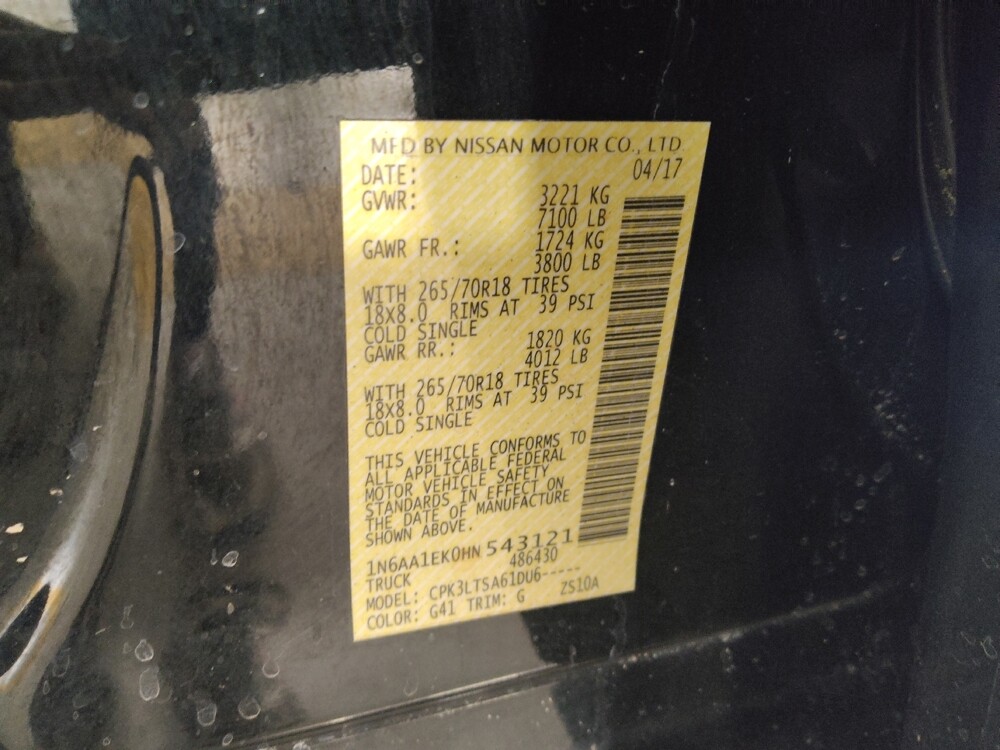 MFD BY NISSAN MOTOR CO., LTD.
DATE: 04/17
GVWR: 3221 KG
7100 LB
GAWR FR.: 1724 KG
3800 LB
WITH 265/70R18 TIRES
18X8.0 RIMS AT 39 PSI
COLD SINGLE
GAWR RR.: 1820 KG
4012 LB
WITH 265/70R18 TIRES
18X8.0 RIMS AT 39 PSI
COLD SINGLE
THIS VEHICLE CONFORMS TO
ALL APPLICABLE FEDERAL
MOTOR VEHICLE SAFETY
STANDARDS IN EFFECT ON
THE DATE OF MANUFACTURE
SHOWN ABOVE.
1N6AA1EK0HN543121
TRUCK 486430
MODEL: CPK3LTSA61DU6-----
COLOR: G41 TRIM: G ZS10A